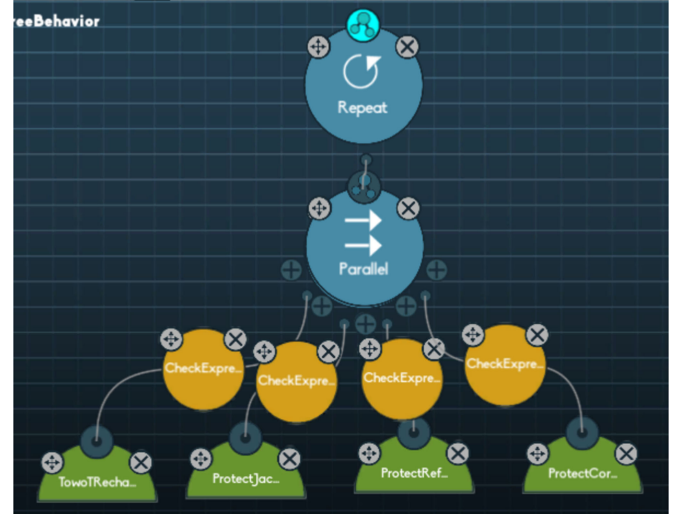 reeBehavior
Repeat
Parallel
CheckExpre...
CheckExpre...
CheckExpre...
CheckExpre...
TowoTRecha...
ProtectJac...
ProtectRef...
ProtectCor...